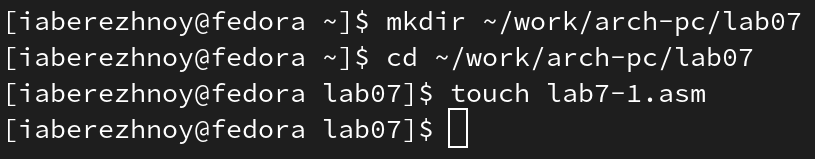 [iaberezhnoy@fedora ~]$ mkdir ~/work/arch-pc/lab07
[iaberezhnoy@fedora ~]$ cd ~/work/arch-pc/lab07
[iaberezhnoy@fedora lab07]$ touch lab7-1.asm
[iaberezhnoy@fedora lab07]$